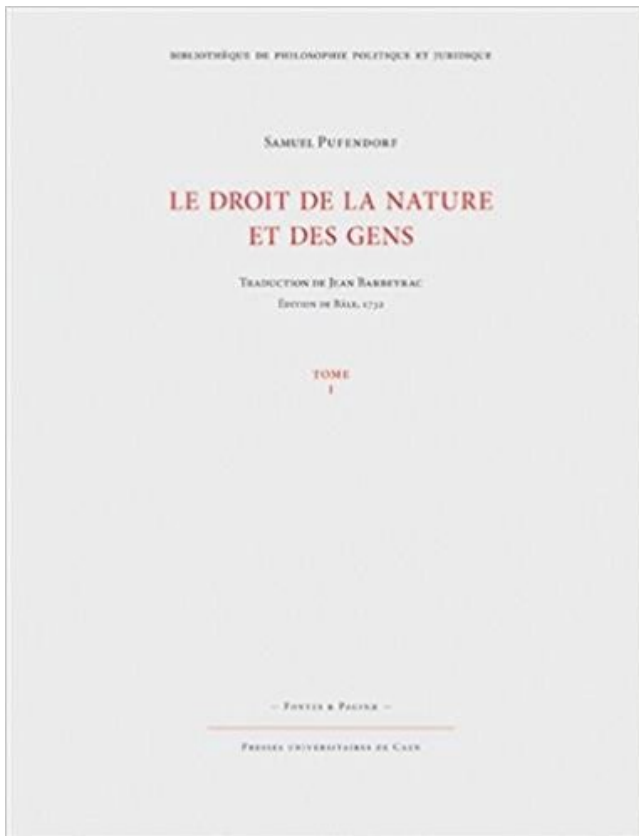 BIBLIOTHÈQUE DE PHILOSOPHIE POLITIQUE ET JURIDIQUE
SAMUEL PUFENDORF
LE DROIT DE LA NATURE
ET DES GENS
TRADUCTION DE JEAN BARBEYRAC
ÉDITION DE BÂLE, 1732
TOME
I
– FONTES & PAGINÆ –
PRESSES UNIVERSITAIRES DE CAEN